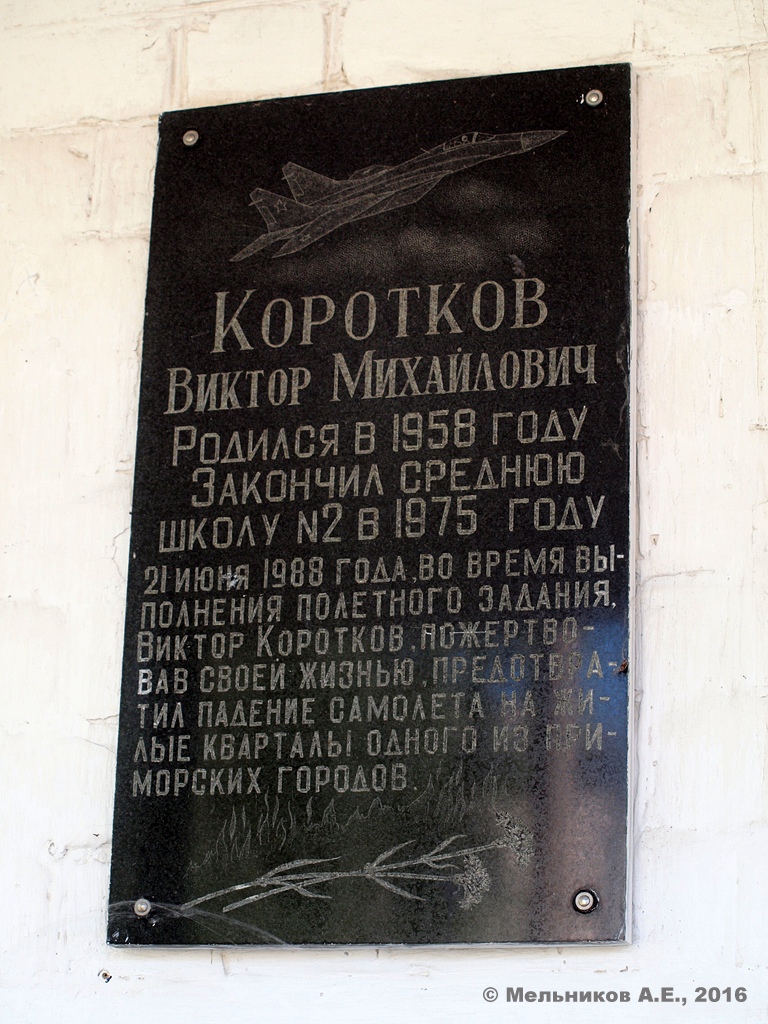 Коротков
Виктор Михайлович
Родился в 1958 году
Закончил среднюю
школу №2 в 1975 году
21 июня 1988 года, во время вы-
полнения полетного задания,
Виктор Коротков, пожертво-
вав своей жизнью, предотвра-
тил падение самолета на жи-
лые кварталы одного из при-
морских городов.
© Мельников А.Е., 2016